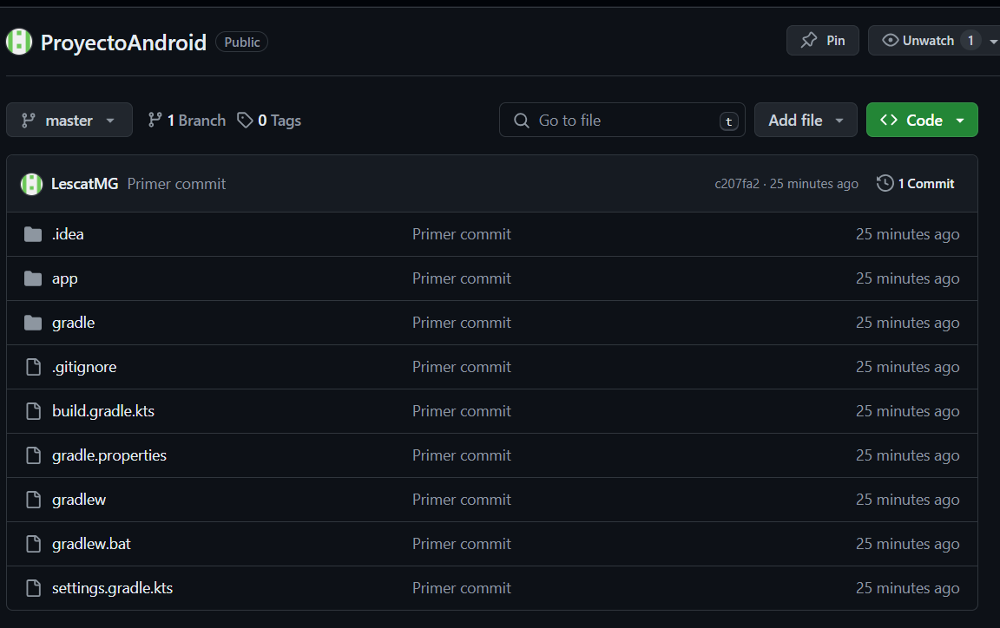 ProyectoAndroid Public Pin Unwatch 1
master 1 Branch 0 Tags Go to file t Add file Code
LescatMG Primer commit c207fa2 · 25 minutes ago 1 Commit
.idea Primer commit 25 minutes ago
app Primer commit 25 minutes ago
gradle Primer commit 25 minutes ago
.gitignore Primer commit 25 minutes ago
build.gradle.kts Primer commit 25 minutes ago
gradle.properties Primer commit 25 minutes ago
gradlew Primer commit 25 minutes ago
gradlew.bat Primer commit 25 minutes ago
settings.gradle.kts Primer commit 25 minutes ago